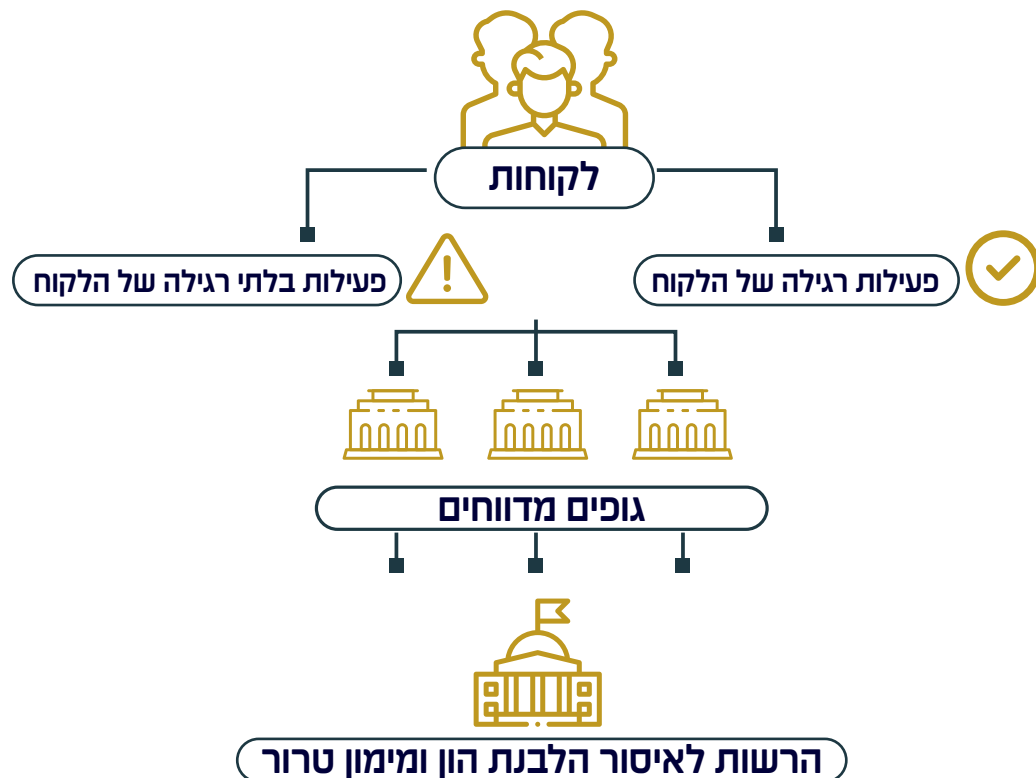 לקוחות
פעילות רגילה של הלקוח
פעילות בלתי רגילה של הלקוח
גופים מדווחים
הרשות לאיסור הלבנת הון ומימון טרור